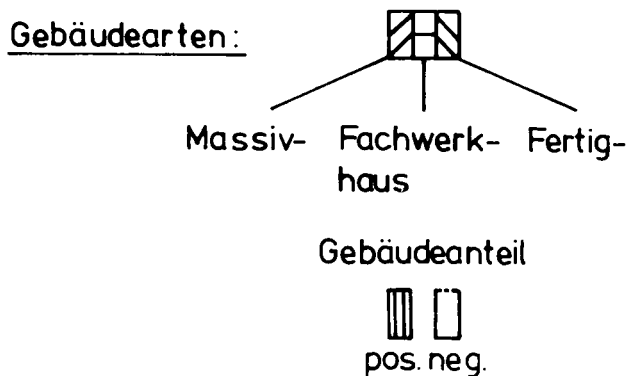 Gebäudearten:
Massiv- Fachwerk- Fertig-
haus
Gebäudeanteil
pos. neg.